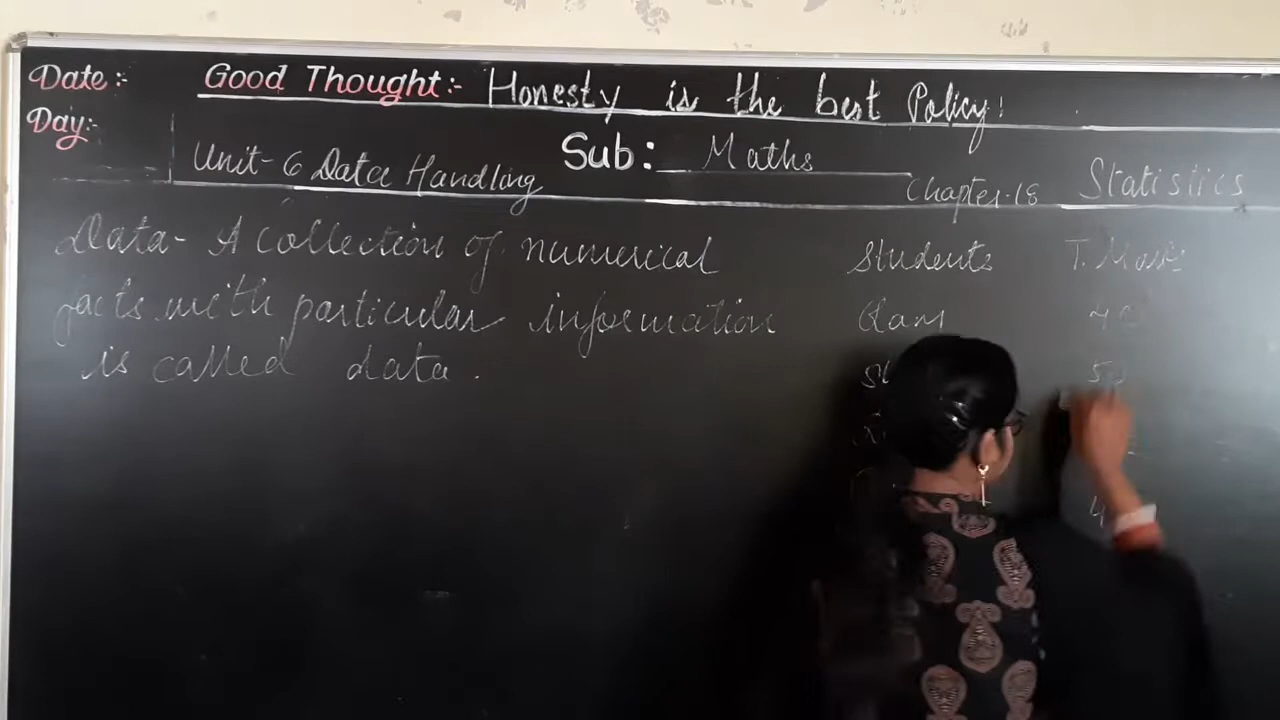 Date:-
Good Thought:- Honesty is the best Policy!
Day:-
Sub: Maths
Unit-6 Data Handling
Chapter-18 Statistics
Data- A collection of numerical
facts with particular information
is called data.
Students T. Marks
Ram 40